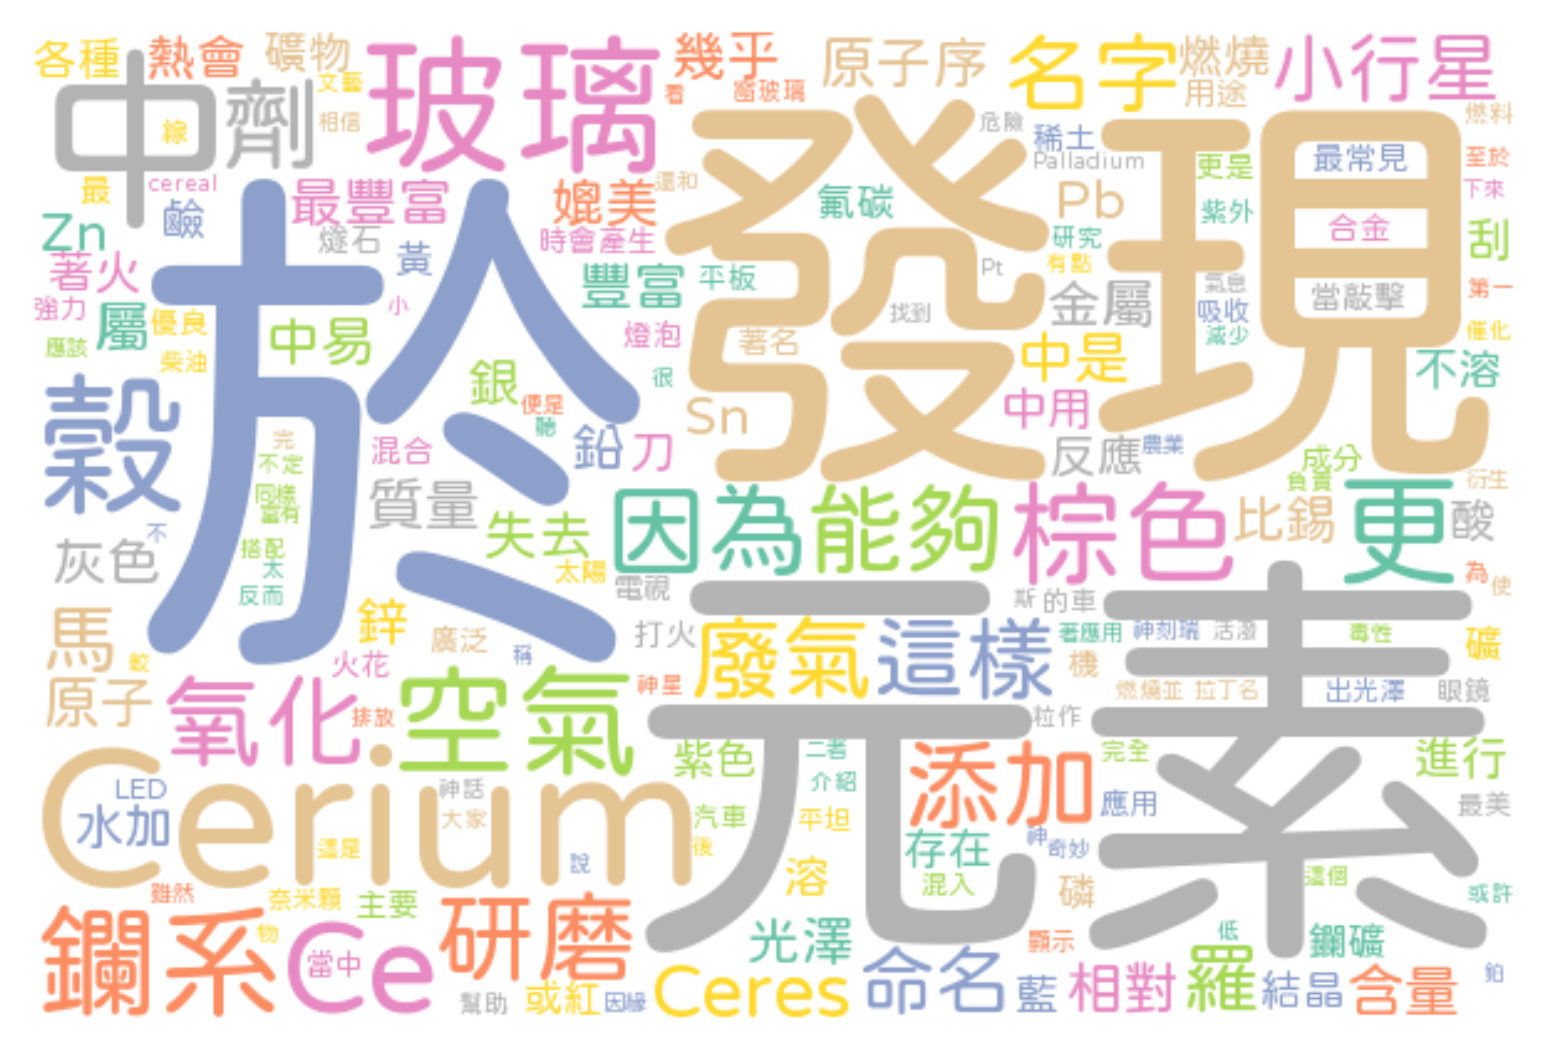 各種
熱會
礦物
文藝
幾乎
看
窗玻璃
原子序
名字
燃燒
用途
小行星
燃料
中
劑
線
相信
玻璃
發現
危險
稀土
Palladium
更是
最常見
至於
下來
最
cereal
鹼
最豐富
媲美
還和
氟碳
Pb
紫外
合金
刮
Zn
燧石
黃
時會產生
研究
有點
著火
於
豐富
平板
Pt
金屬
氣息
吸收
減少
當敲擊
第一
催化
強力
屬
優良
小
中易
燈泡
著名
找到
中是
應該
柴油
銀
很
不溶
穀
便是
聽
Sn
中用
完
不定
混合
鉛
刀
反應
農業
成分
負責
衍生
同樣
富有
質量
失去
因為
能夠
棕色
比錫
更
酸
不
灰色
搭配
太
反而
太陽
電視
元素
斯
的車
為
使
馬
鋅
廣泛
稱
打火
廢氣
這樣
著應用
神刻瑞
活潑
毒性
礦
較
火花
機
原子
氧化
排放
空氣
神星
燃燒並
拉丁名
出光澤
眼鏡
粒作
Cerium
LED
水加
神話
大家
這是
說
紫色
二者
介紹
添加
完全
進行
應用
最美
汽車
後
平坦
存在
神
奇妙
溶
混入
磷
這個
或許
雖然
奈米顆
主要
鑭系
物
Ce
當中
研磨
光澤
顯示
低
鑭礦
幫助
或紅
因緣
Ceres
命名
藍
相對
羅
結晶
含量
鉑